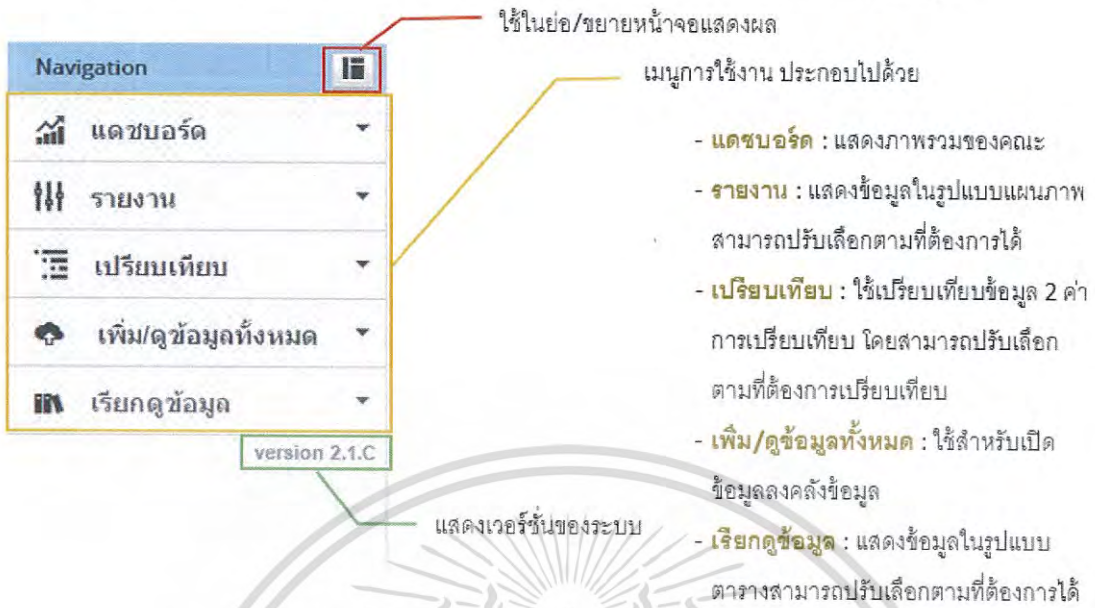 ใช้ในย่อ/ขยายหน้าจอแสดงผล
Navigation
แดชบอร์ด
รายงาน
เปรียบเทียบ
เพิ่ม/ดูข้อมูลทั้งหมด
เรียกดูข้อมูล
version 2.1.C
แสดงเวอร์ชั่นของระบบ
เมนูการใช้งาน ประกอบไปด้วย
- แดชบอร์ด : แสดงภาพรวมของคณะ
- รายงาน : แสดงข้อมูลในรูปแบบแผนภาพ
สามารถปรับเลือกตามที่ต้องการได้
- เปรียบเทียบ : ใช้เปรียบเทียบข้อมูล 2 ค่า
การเปรียบเทียบ โดยสามารถปรับเลือก
ตามที่ต้องการเปรียบเทียบ
- เพิ่ม/ดูข้อมูลทั้งหมด : ใช้สำหรับเปิด
ข้อมูลลงคลังข้อมูล
- เรียกดูข้อมูล : แสดงข้อมูลในรูปแบบ
ตารางสามารถปรับเลือกตามที่ต้องการได้